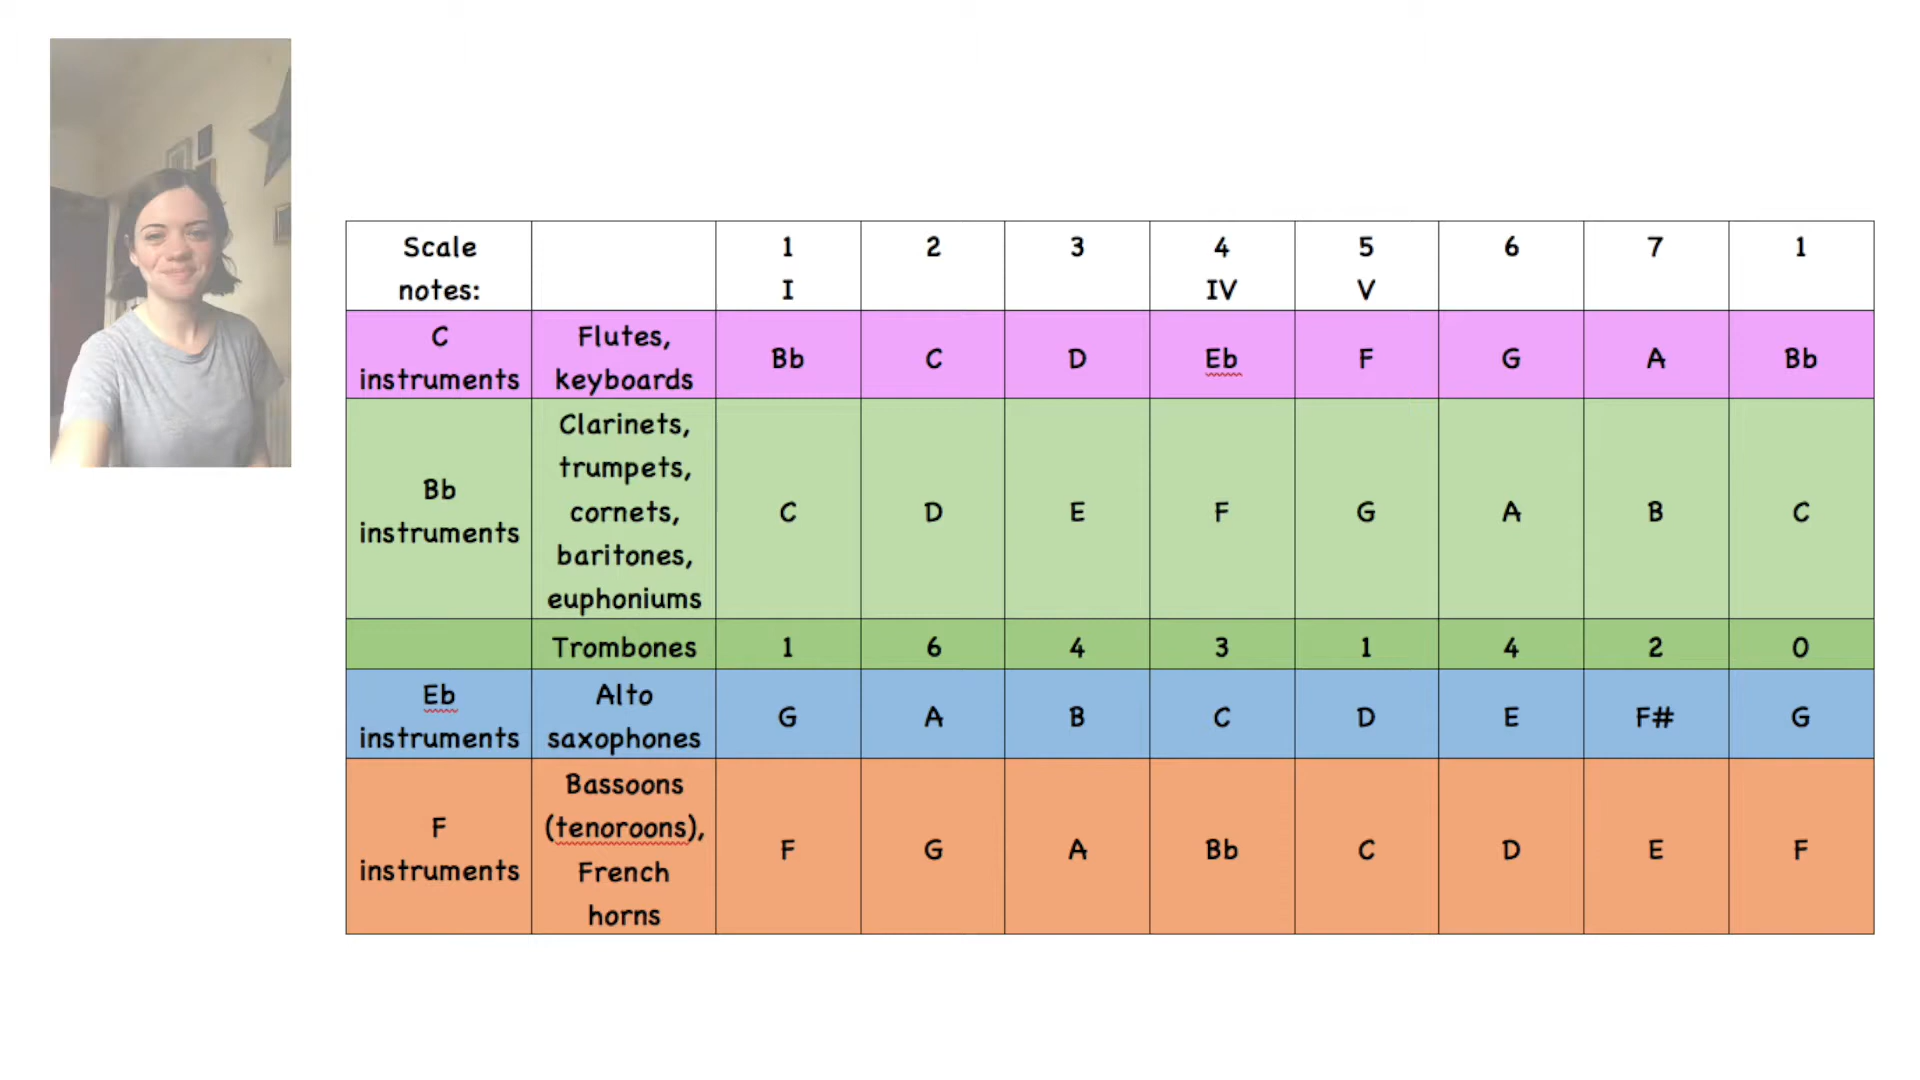 Scale notes: 1 2 3 4 5 6 7 1
I IV V
C instruments Flutes, keyboards Bb C D Eb F G A Bb
Bb instruments Clarinets, trumpets, cornets, baritones, euphoniums C D E F G A B C
Trombones 1 6 4 3 1 4 2 0
Eb instruments Alto saxophones G A B C D E F# G
F instruments Bassoons (tenoroons), French horns F G A Bb C D E F